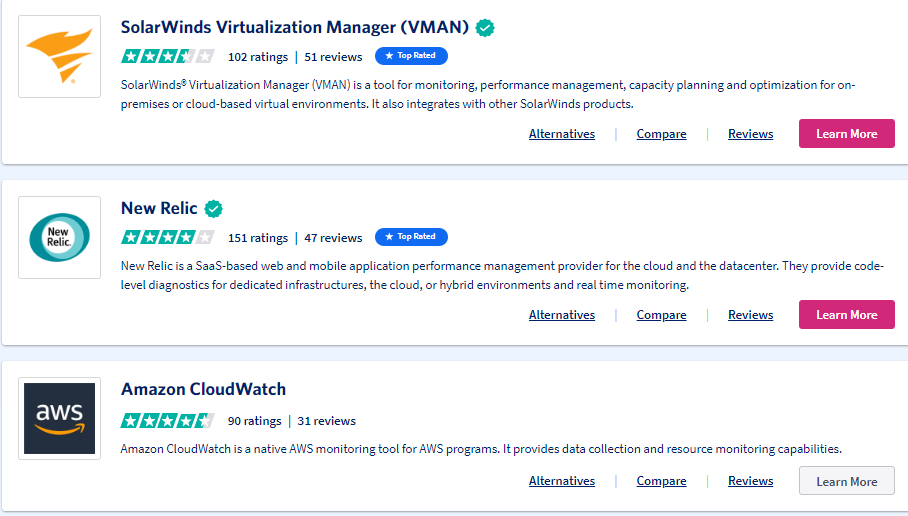 SolarWinds Virtualization Manager (VMAN)
102 ratings | 51 reviews ★ Top Rated
SolarWinds® Virtualization Manager (VMAN) is a tool for monitoring, performance management, capacity planning and optimization for on-
premises or cloud-based virtual environments. It also integrates with other SolarWinds products.
Alternatives | Compare | Reviews Learn More
New Relic
New
Relic.
151 ratings | 47 reviews ★ Top Rated
New Relic is a SaaS-based web and mobile application performance management provider for the cloud and the datacenter. They provide code-
level diagnostics for dedicated infrastructures, the cloud, or hybrid environments and real time monitoring.
Alternatives | Compare | Reviews Learn More
Amazon CloudWatch
aws
90 ratings | 31 reviews
Amazon CloudWatch is a native AWS monitoring tool for AWS programs. It provides data collection and resource monitoring capabilities.
Alternatives | Compare | Reviews Learn More